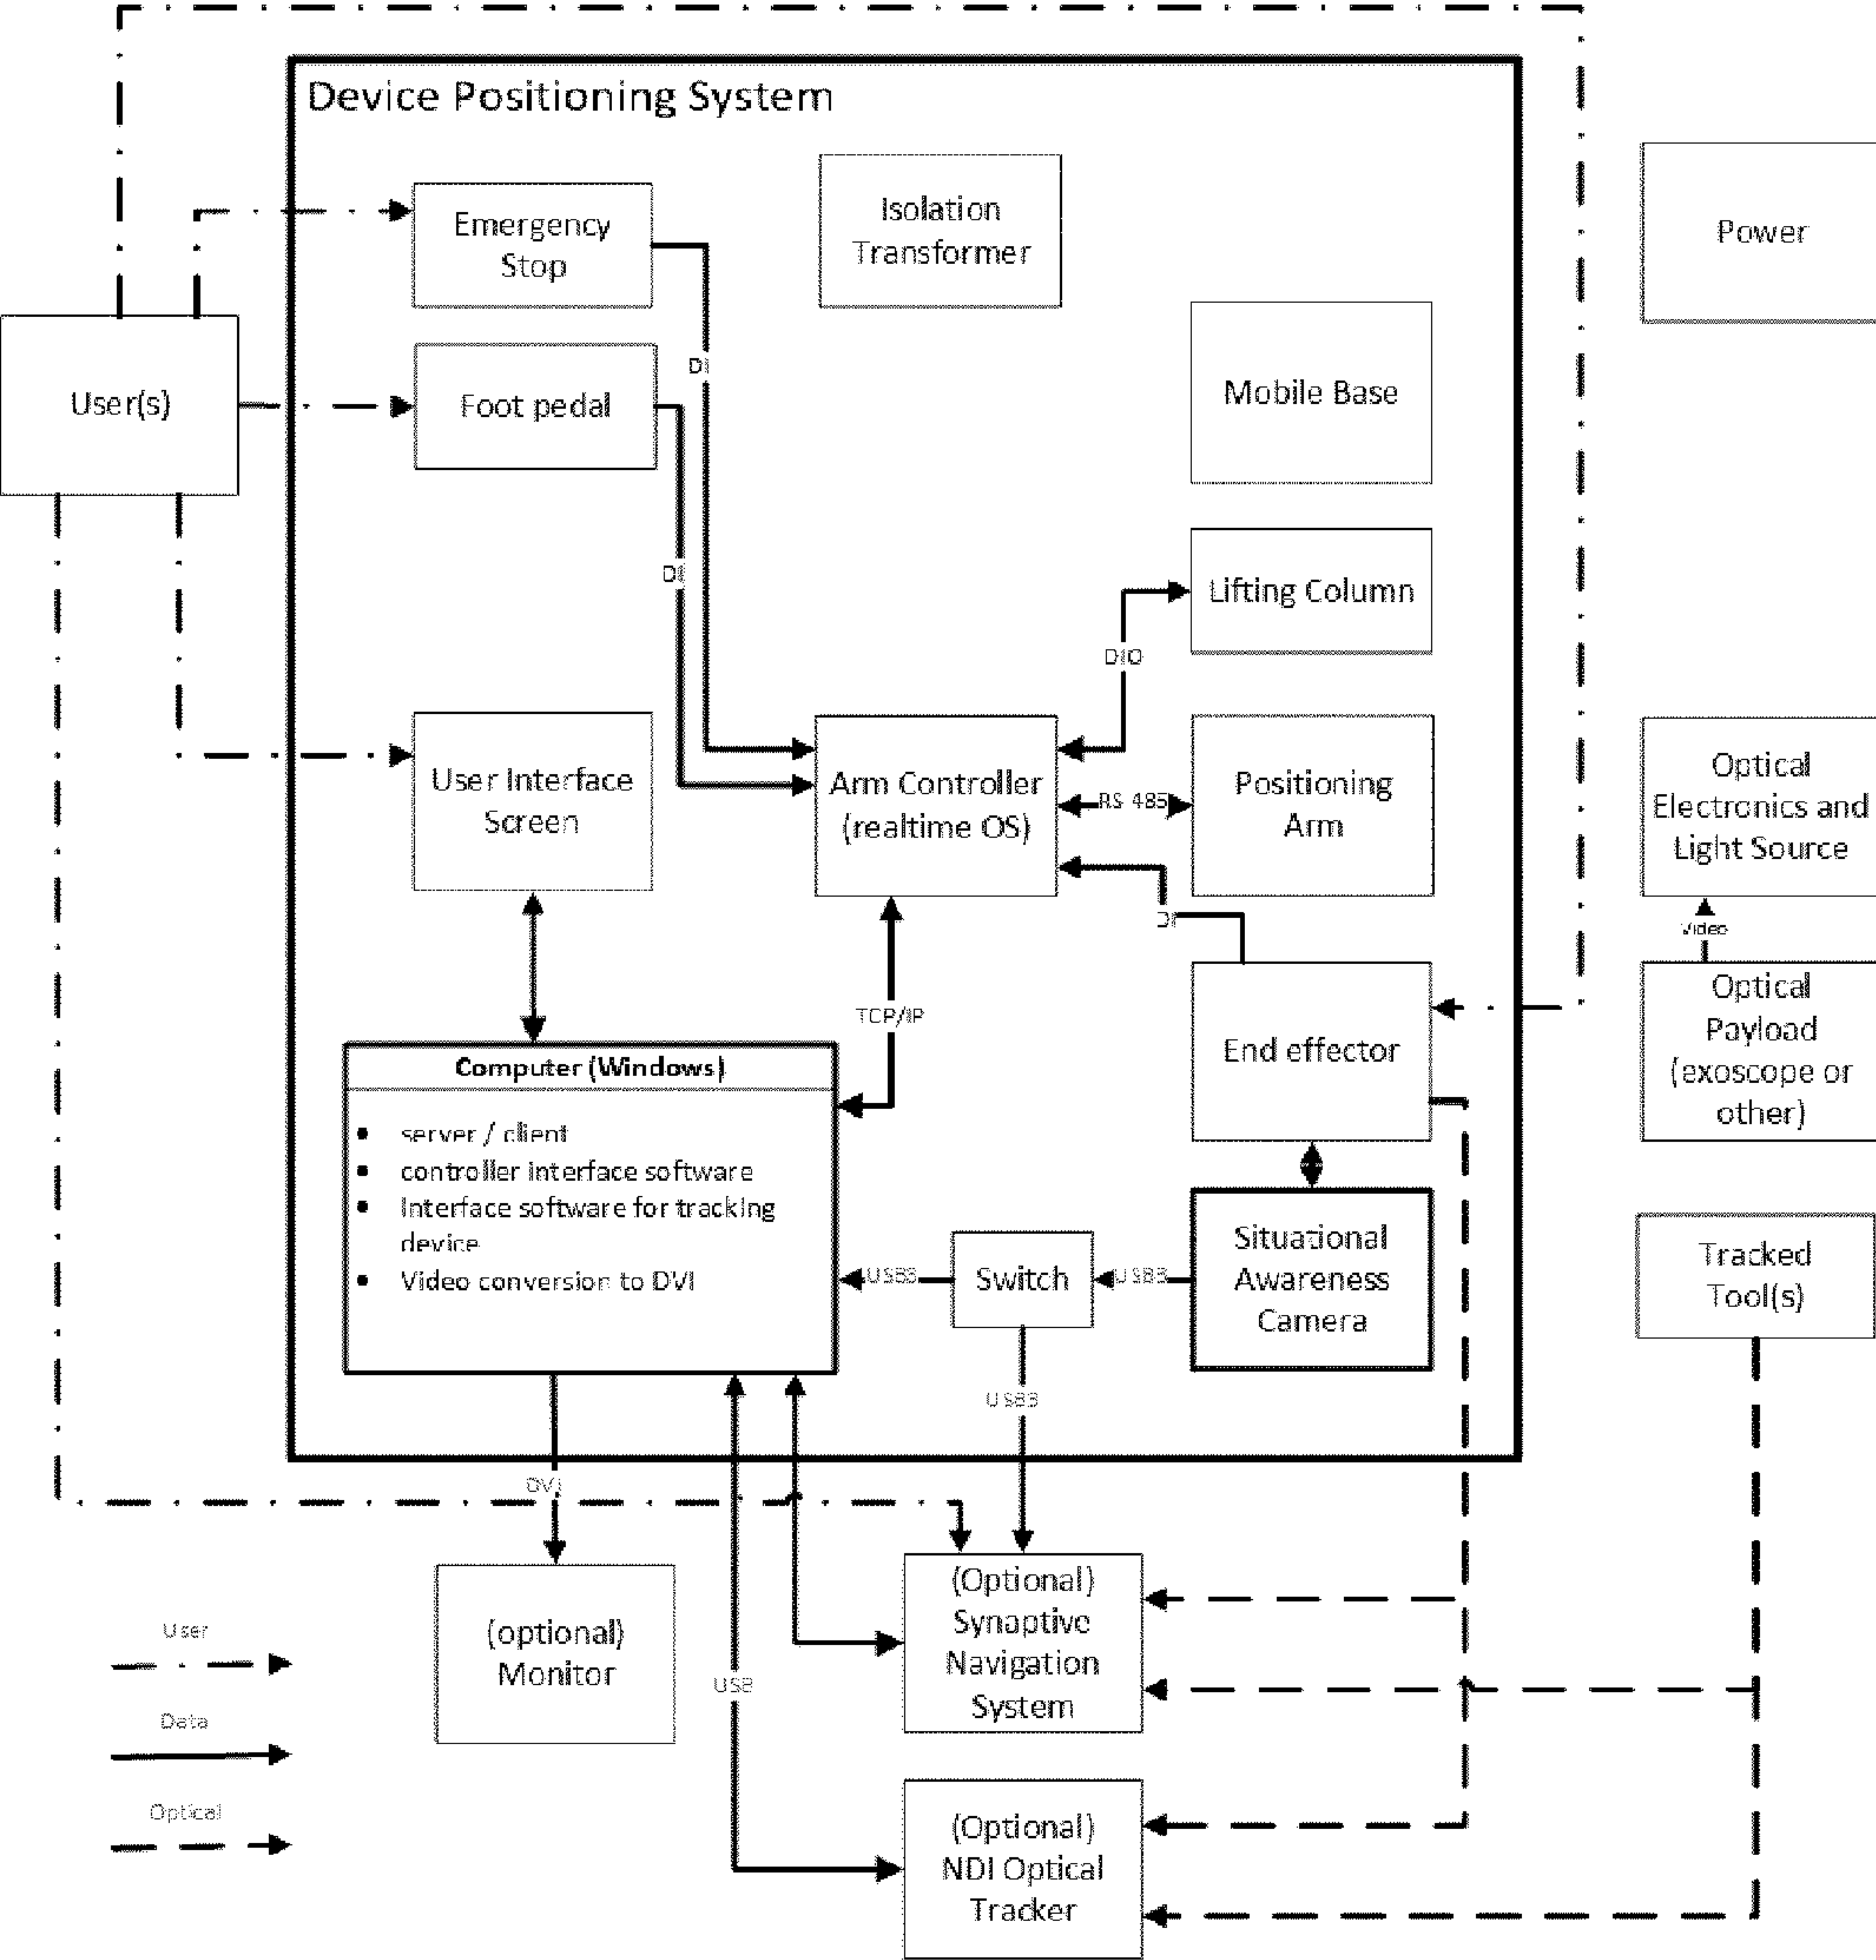 Device Positioning System
Emergency
Stop
Isolation
Transformer
Power
User(s)
Foot pedal
DI
Mobile Base
DI
Lifting Column
DIO
User Interface
Screen
Arm Controller
(realtime OS)
RS 485
Positioning
Arm
Optical
Electronics and
Light Source
DI
Video
TCP/IP
End effector
Optical
Payload
(exoscope or
other)
Computer (Windows)
• server / client
• controller interface software
• Interface software for tracking
device
• Video conversion to DVI
USB3
Switch
USB3
Situational
Awareness
Camera
Tracked
Tool(s)
USB3
DVI
(optional)
Monitor
(Optional)
Synaptive
Navigation
System
USB
(Optional)
NDI Optical
Tracker
User
Data
Optical